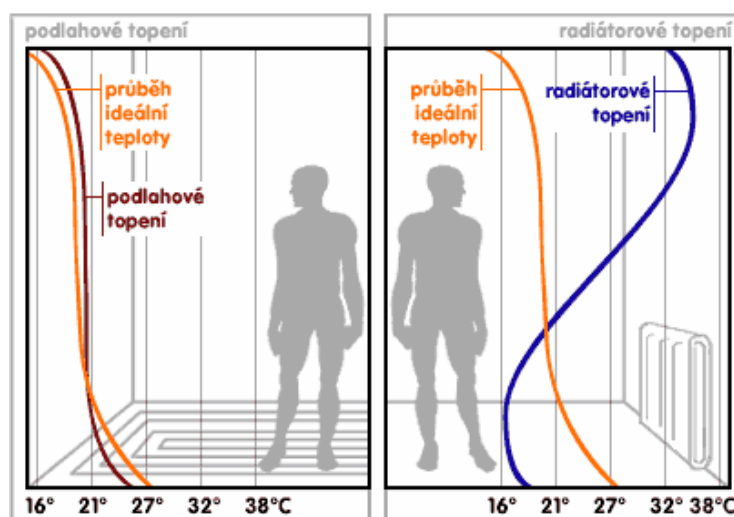 podlahové topení
průběh
ideální
teploty
podlahové
topení
16° 21° 27° 32° 38°C
radiátorové topení
průběh
ideální
teploty
radiátorové
topení
16° 21° 27° 32° 38°C